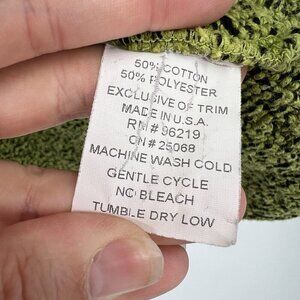 50% COTTON
50% POLYESTER
EXCLUSIVE OF TRIM
MADE IN U.S.A.
RN # 96219
CN # 25068
MACHINE WASH COLD
GENTLE CYCLE
NO BLEACH
TUMBLE DRY LOW